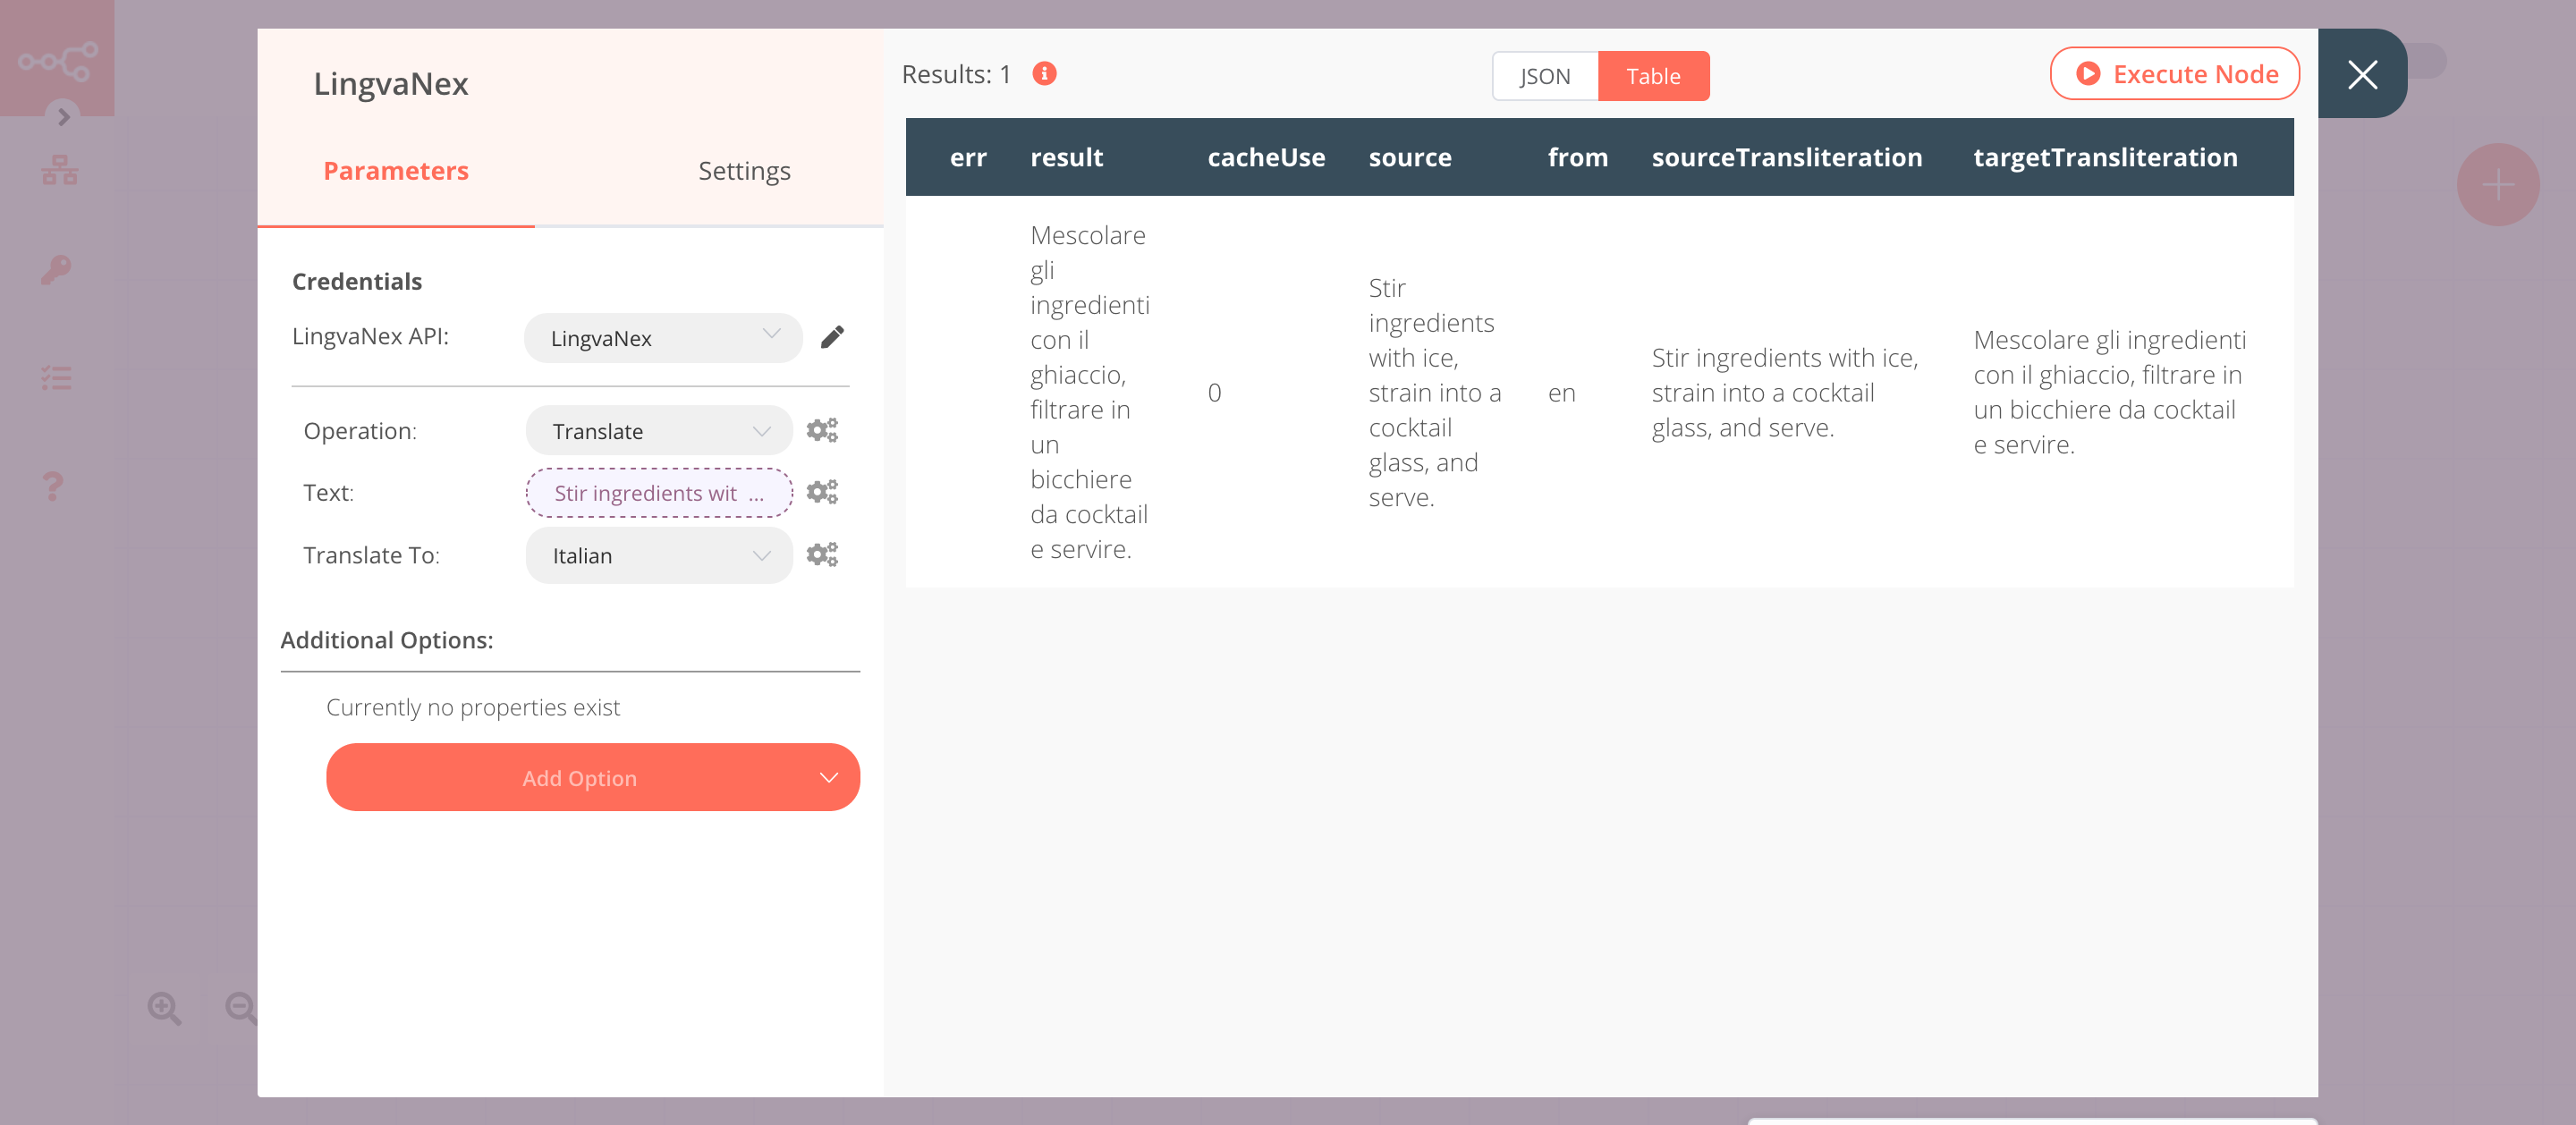 LingvaNex
Parameters
Settings
Credentials
LingvaNex API:
LingvaNex
Operation:
Translate
Text:
Stir ingredients wit ...
Translate To:
Italian
Additional Options:
Currently no properties exist
Add Option
Results: 1
JSON
Table
Execute Node
err result cacheUse source from sourceTransliteration targetTransliteration
Mescolare
gli
ingredienti
con il
ghiaccio,
filtrare in
un
bicchiere
da cocktail
e servire.
0
Stir
ingredients
with ice,
strain into a
cocktail
glass, and
serve.
en
Stir ingredients with ice,
strain into a cocktail
glass, and serve.
Mescolare gli ingredienti
con il ghiaccio, filtrare in
un bicchiere da cocktail
e servire.